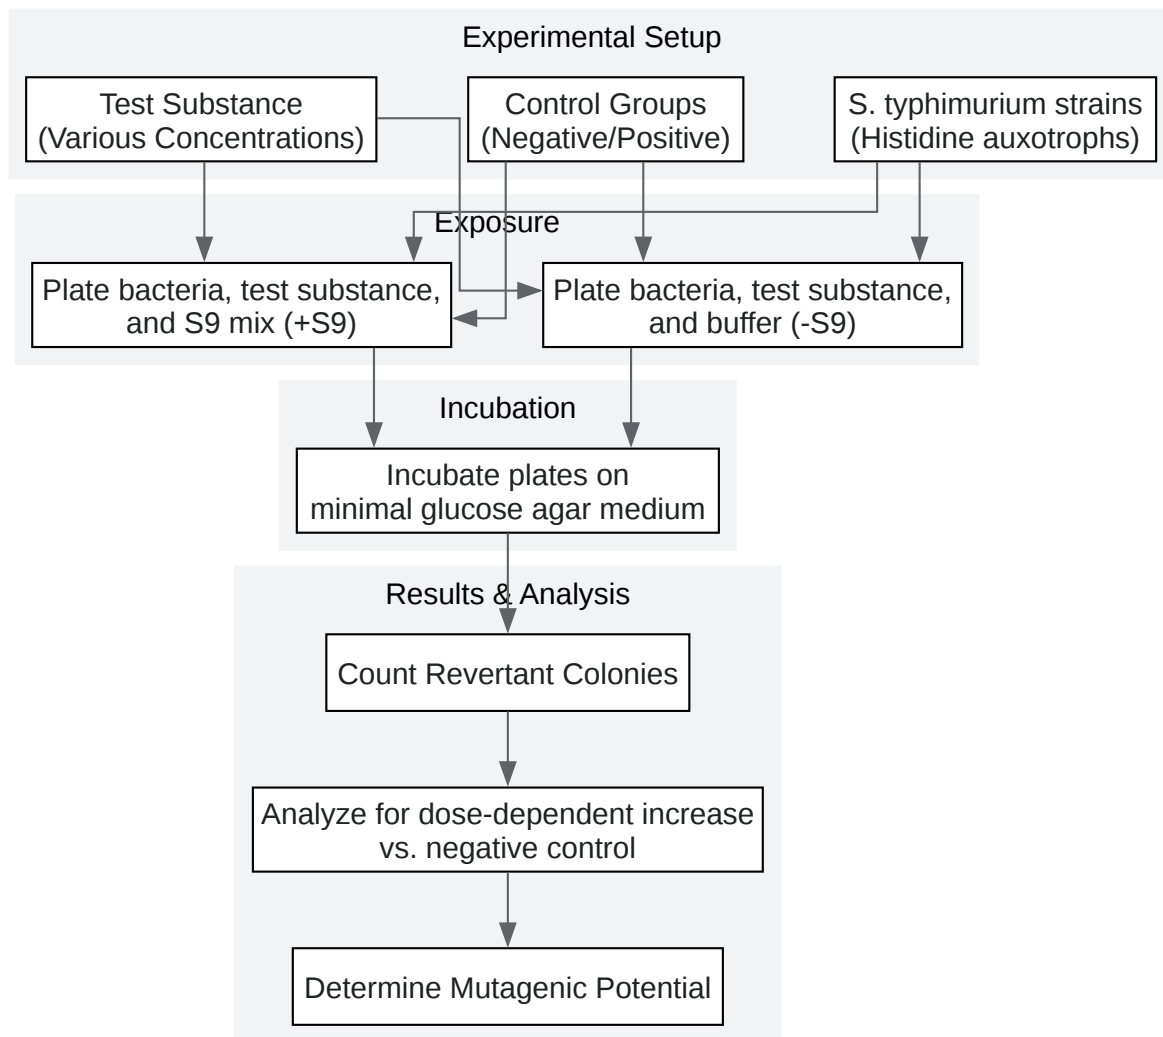 Experimental Setup
Test Substance
(Various Concentrations)
Control Groups
(Negative/Positive)
S. typhimurium strains
(Histidine auxotrophs)
Exposure
Plate bacteria, test substance,
and S9 mix (+S9)
Plate bacteria, test substance,
and buffer (-S9)
Incubation
Incubate plates on
minimal glucose agar medium
Results & Analysis
Count Revertant Colonies
Analyze for dose-dependent increase
vs. negative control
Determine Mutagenic Potential